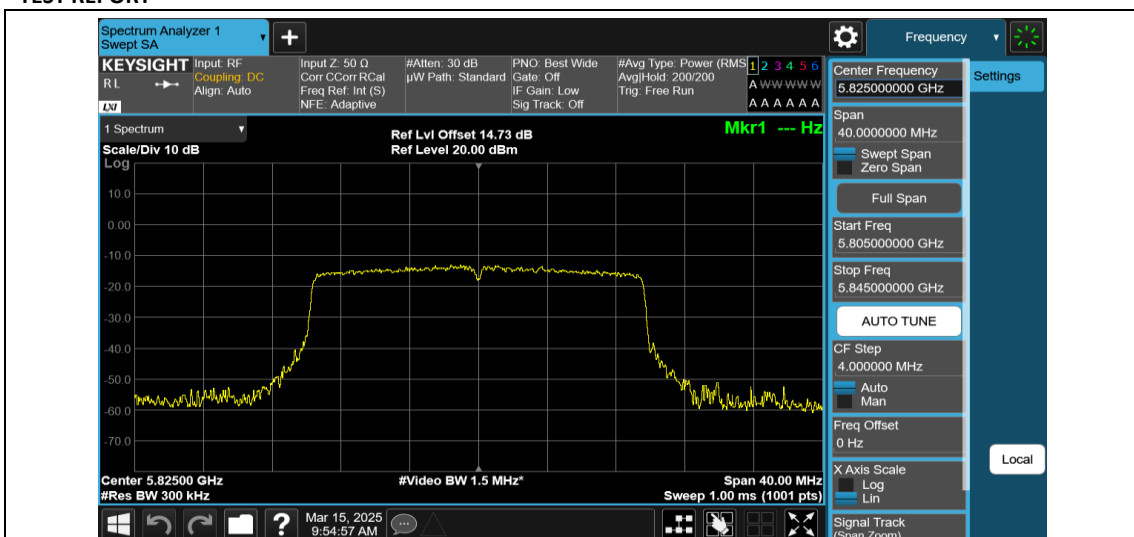 TEST REPORT
Spectrum Analyzer 1
Swept SA
+
Frequency
KEYSIGHT
R L
LXI
Input: RF
Coupling: DC
Align: Auto
Input Z: 50 Ω
Corr CCorr RCal
Freq Ref: Int (S)
NFE: Adaptive
#Atten: 30 dB
µW Path: Standard
PNO: Best Wide
Gate: Off
IF Gain: Low
Sig Track: Off
#Avg Type: Power (RMS
Avg|Hold: 200/200
Trig: Free Run
1 2 3 4 5 6
A W W W W W
A A A A A A
1 Spectrum
Scale/Div 10 dB
Log
Ref Lvl Offset 14.73 dB
Ref Level 20.00 dBm
Mkr1 --- Hz
10.0
0.00
-10.0
-20.0
-30.0
-40.0
-50.0
-60.0
-70.0
Center 5.82500 GHz
#Res BW 300 kHz
#Video BW 1.5 MHz*
Span 40.00 MHz
Sweep 1.00 ms (1001 pts)
?
Mar 15, 2025
9:54:57 AM
Center Frequency
5.825000000 GHz
Span
40.0000000 MHz
Swept Span
Zero Span
Full Span
Start Freq
5.805000000 GHz
Stop Freq
5.845000000 GHz
AUTO TUNE
CF Step
4.000000 MHz
Auto
Man
Freq Offset
0 Hz
X Axis Scale
Log
Lin
Signal Track
(Span Zoom)
Settings
Local